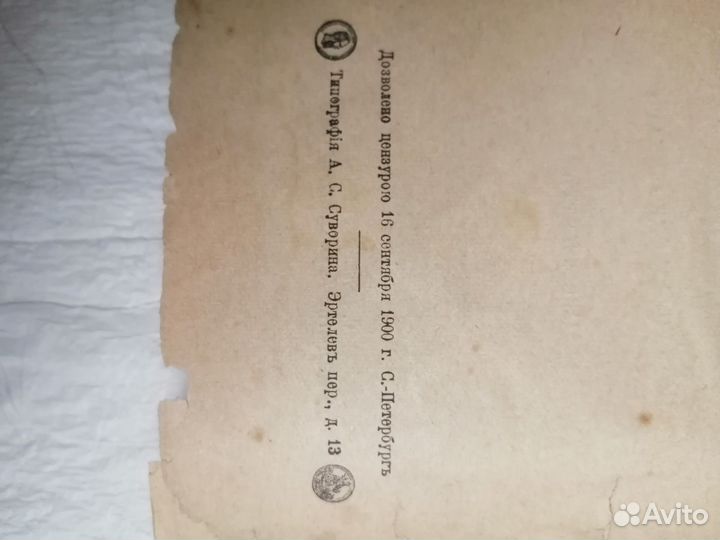 Дозволено цензурою 16 сентября 1900 г. С.-Петербургъ
Типографія А. С. Суворина. Эртелевъ пер., д. 13
Avito